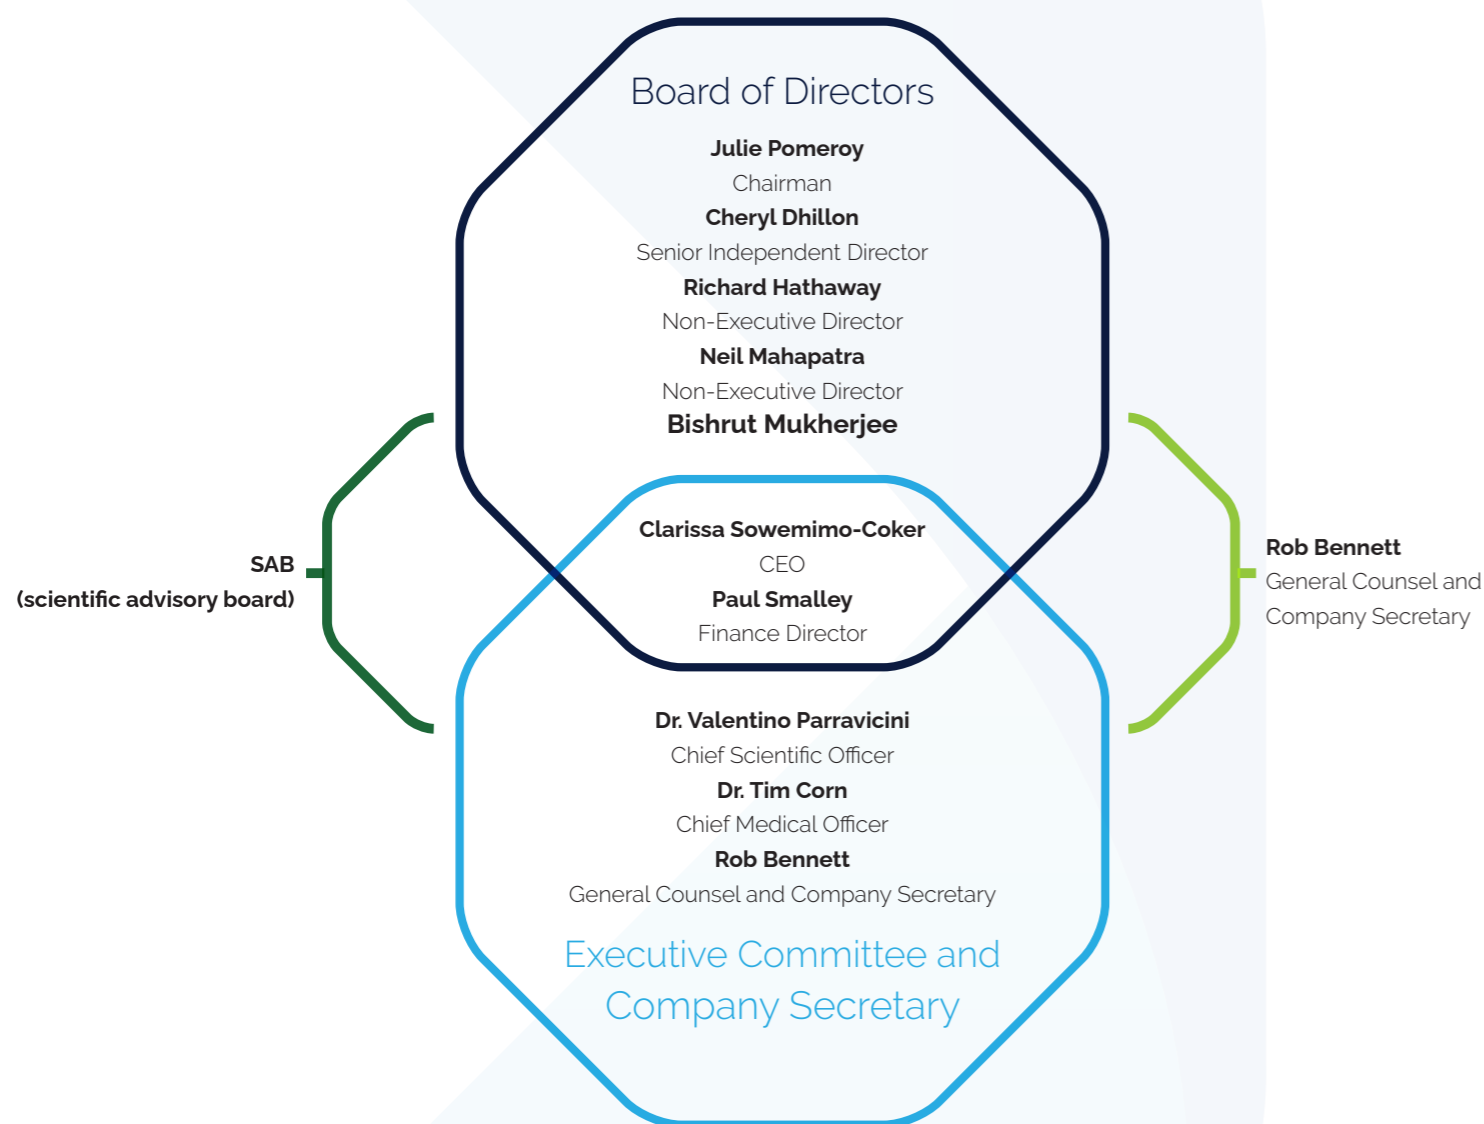 Board of Directors
Julie Pomeroy
Chairman
Cheryl Dhillon
Senior Independent Director
Richard Hathaway
Non-Executive Director
Neil Mahapatra
Non-Executive Director
Bishrut Mukherjee
Clarissa Sowemimo-Coker
CEO
Paul Smalley
Finance Director
SAB
(scientific advisory board)
Rob Bennett
General Counsel and
Company Secretary
Dr. Valentino Parravicini
Chief Scientific Officer
Dr. Tim Corn
Chief Medical Officer
Rob Bennett
General Counsel and Company Secretary
Executive Committee and
Company Secretary